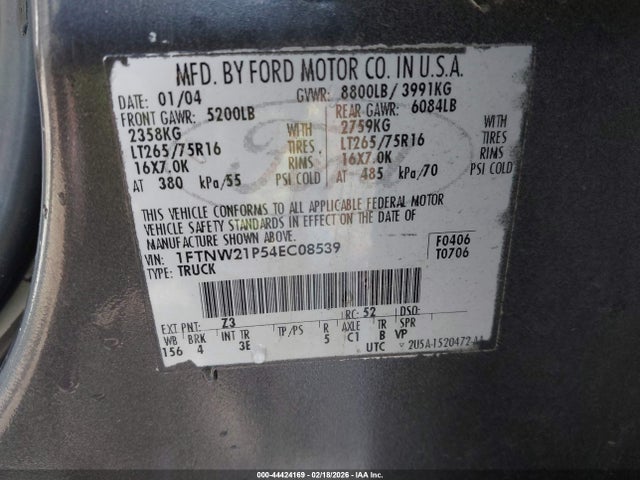 MFD. BY FORD MOTOR CO. IN U.S.A.
DATE: 01/04 GVWR: 8800LB/3991KG
FRONT GAWR: 5200LB REAR GAWR: 6084LB
2358KG WITH 2759KG WITH
LT265/75R16 TIRES LT265/75R16 TIRES
16X7.0K RIMS 16X7.0K RIMS
AT 380 kPa/55 PSI COLD AT 485 kPa/70 PSI COLD
THIS VEHICLE CONFORMS TO ALL APPLICABLE FEDERAL MOTOR
VEHICLE SAFETY STANDARDS IN EFFECT ON THE DATE OF
MANUFACTURE SHOWN ABOVE.
VIN: 1FTNW21P54EC08539 F0406
TYPE: TRUCK T0706
EXT PNT: Z3 RC: 52 DSO:
WB BRK INT TR TP/PS R AXLE TR SPR
156 4 3E 5 C1 B VP
UTC
Ford
00-44424169 - 02/18/2026 - IAA Inc.